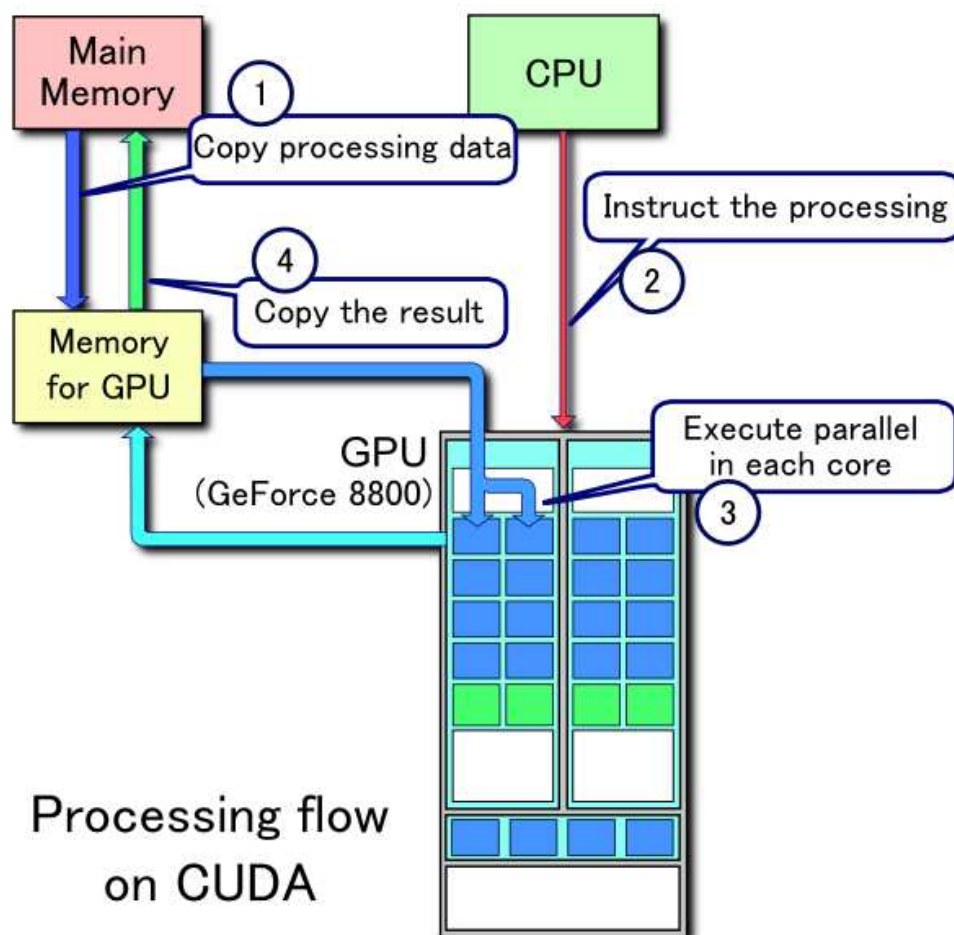 Main
Memory
CPU
1
Copy processing data
Instruct the processing
2
4
Copy the result
Memory
for GPU
GPU
(GeForce 8800)
Execute parallel
in each core
3
Processing flow
on CUDA